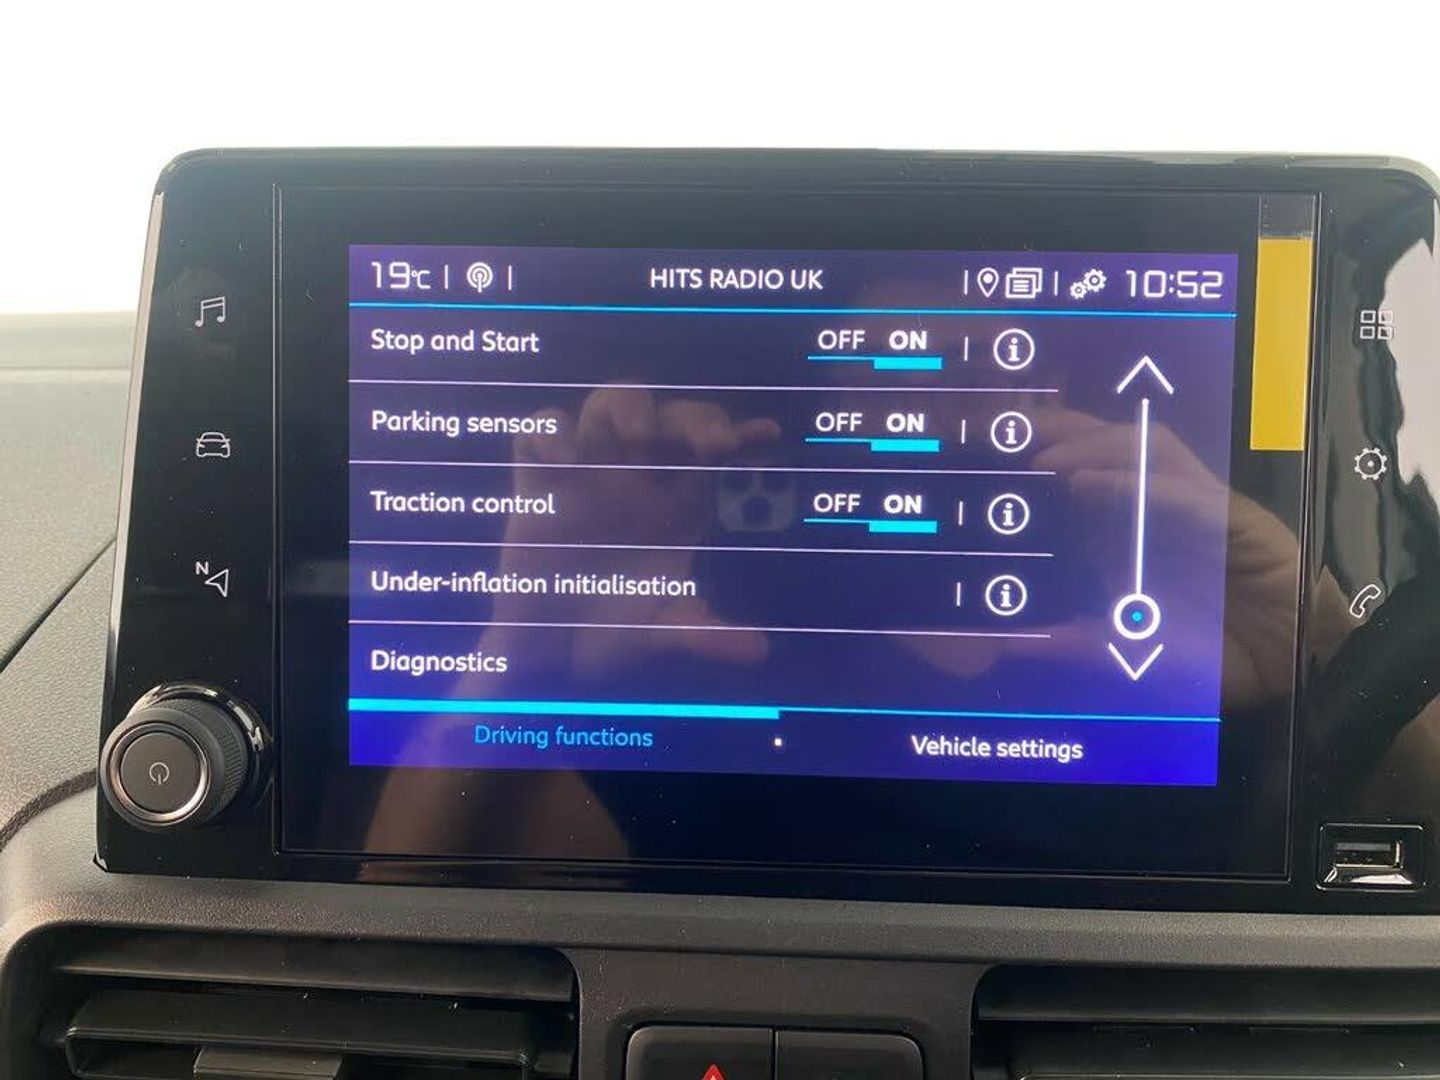 19°C | | HITS RADIO UK | | 10:52
Stop and Start OFF ON |
Parking sensors OFF ON |
Traction control OFF ON |
Under-inflation initialisation |
Diagnostics
Driving functions Vehicle settings
N